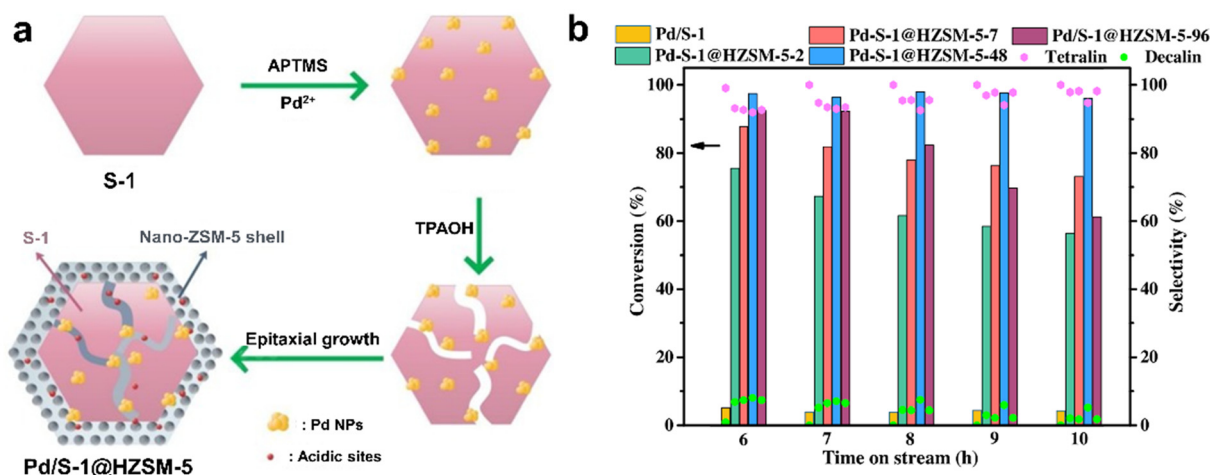 a
APTMS
Pd²⁺
S-1
TPAOH
S-1
Nano-ZSM-5 shell
Epitaxial growth
: Pd NPs
: Acidic sites
Pd/S-1@HZSM-5
b
Pd/S-1 Pd-S-1@HZSM-5-7 Pd/S-1@HZSM-5-96
Pd-S-1@HZSM-5-2 Pd-S-1@HZSM-5-48 Tetralin Decalin
100 100
80 80
60 60
40 40
20 20
0 0
Conversion (%)
Selectivity (%)
6 7 8 9 10
Time on stream (h)